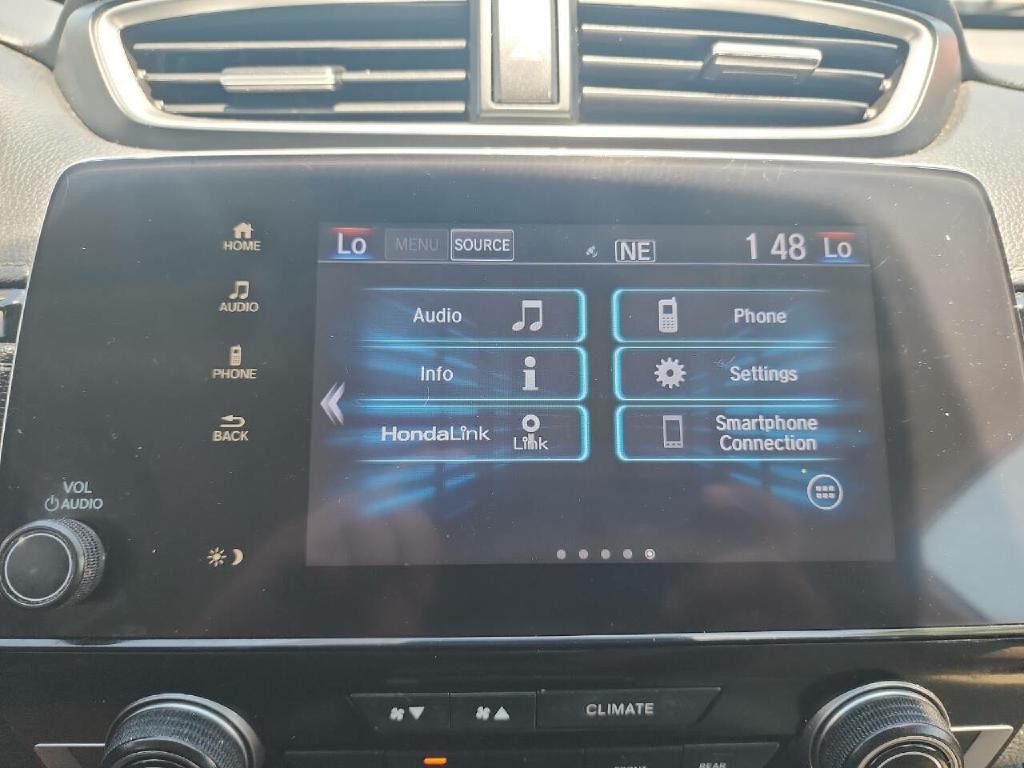 HOME
AUDIO
PHONE
BACK
VOL
AUDIO
Lo MENU SOURCE NE 1 48 Lo
Audio Phone
Info Settings
HondaLink Link Smartphone
Connection
CLIMATE
REAR